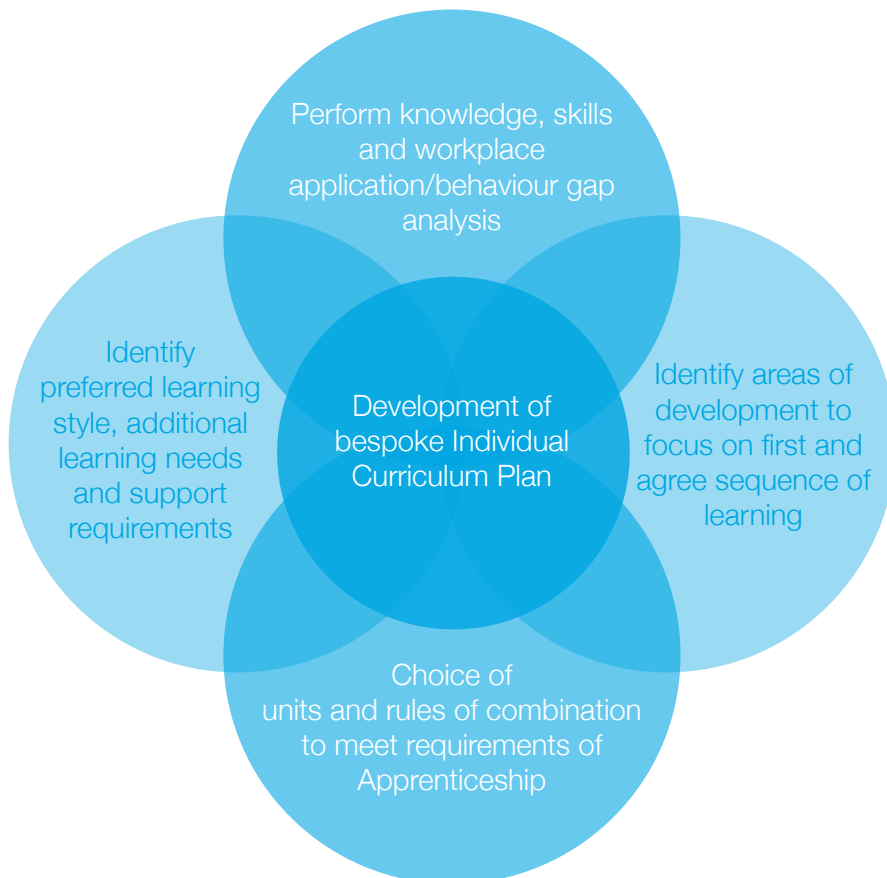 Perform knowledge, skills
and workplace
application/behaviour gap
analysis
Identify
preferred learning
style, additional
learning needs
and support
requirements
Development of
bespoke Individual
Curriculum Plan
Identify areas of
development to
focus on first and
agree sequence of
learning
Choice of
units and rules of combination
to meet requirements of
Apprenticeship